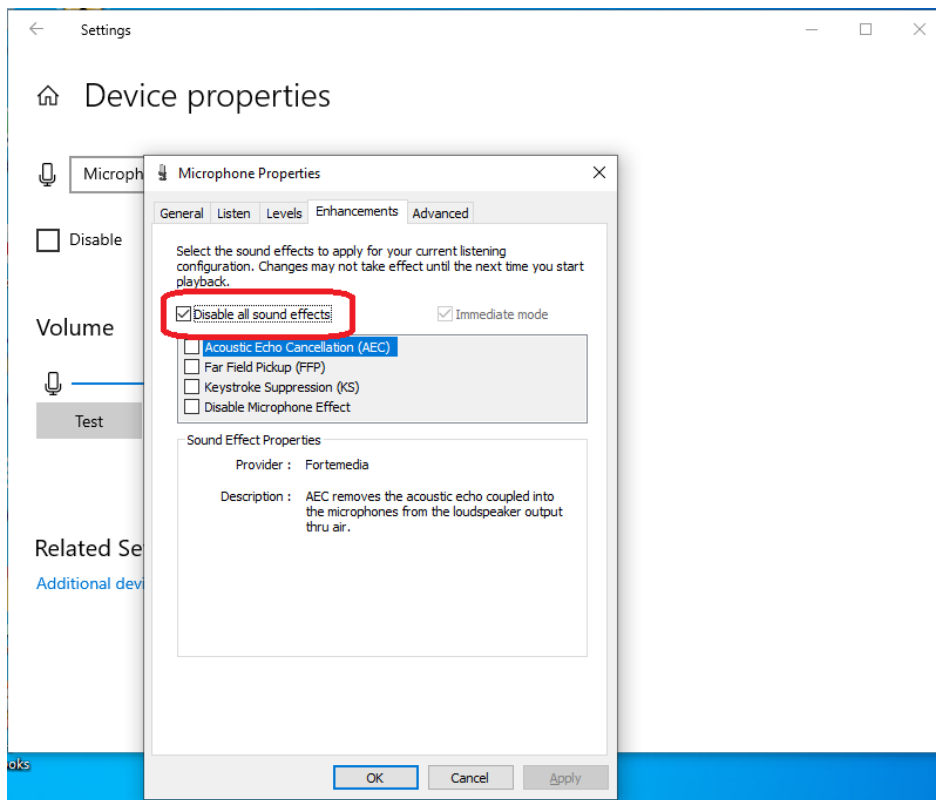 Settings
Device properties
Microph
Microphone Properties
General Listen Levels Enhancements Advanced
Disable
Select the sound effects to apply for your current listening
configuration. Changes may not take effect until the next time you start
playback.
Disable all sound effects
Immediate mode
Volume
Acoustic Echo Cancellation (AEC)
Far Field Pickup (FFP)
Keystroke Suppression (KS)
Disable Microphone Effect
Test
Sound Effect Properties
Provider : Fortemedia
Description : AEC removes the acoustic echo coupled into
the microphones from the loudspeaker output
thru air.
Related Se
Additional devi
oks
OK Cancel Apply